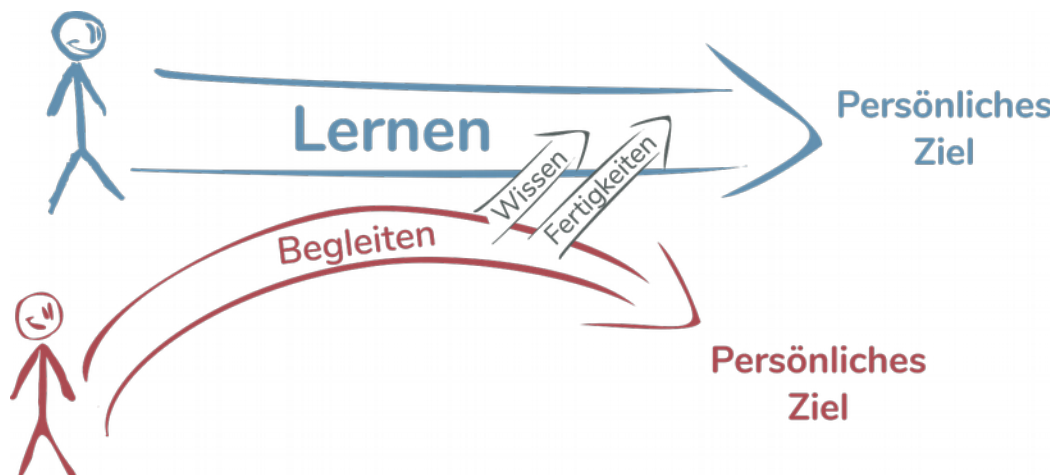 Lernen
Persönliches
Ziel
Wissen
Fertigkeiten
Begleiten
Persönliches
Ziel